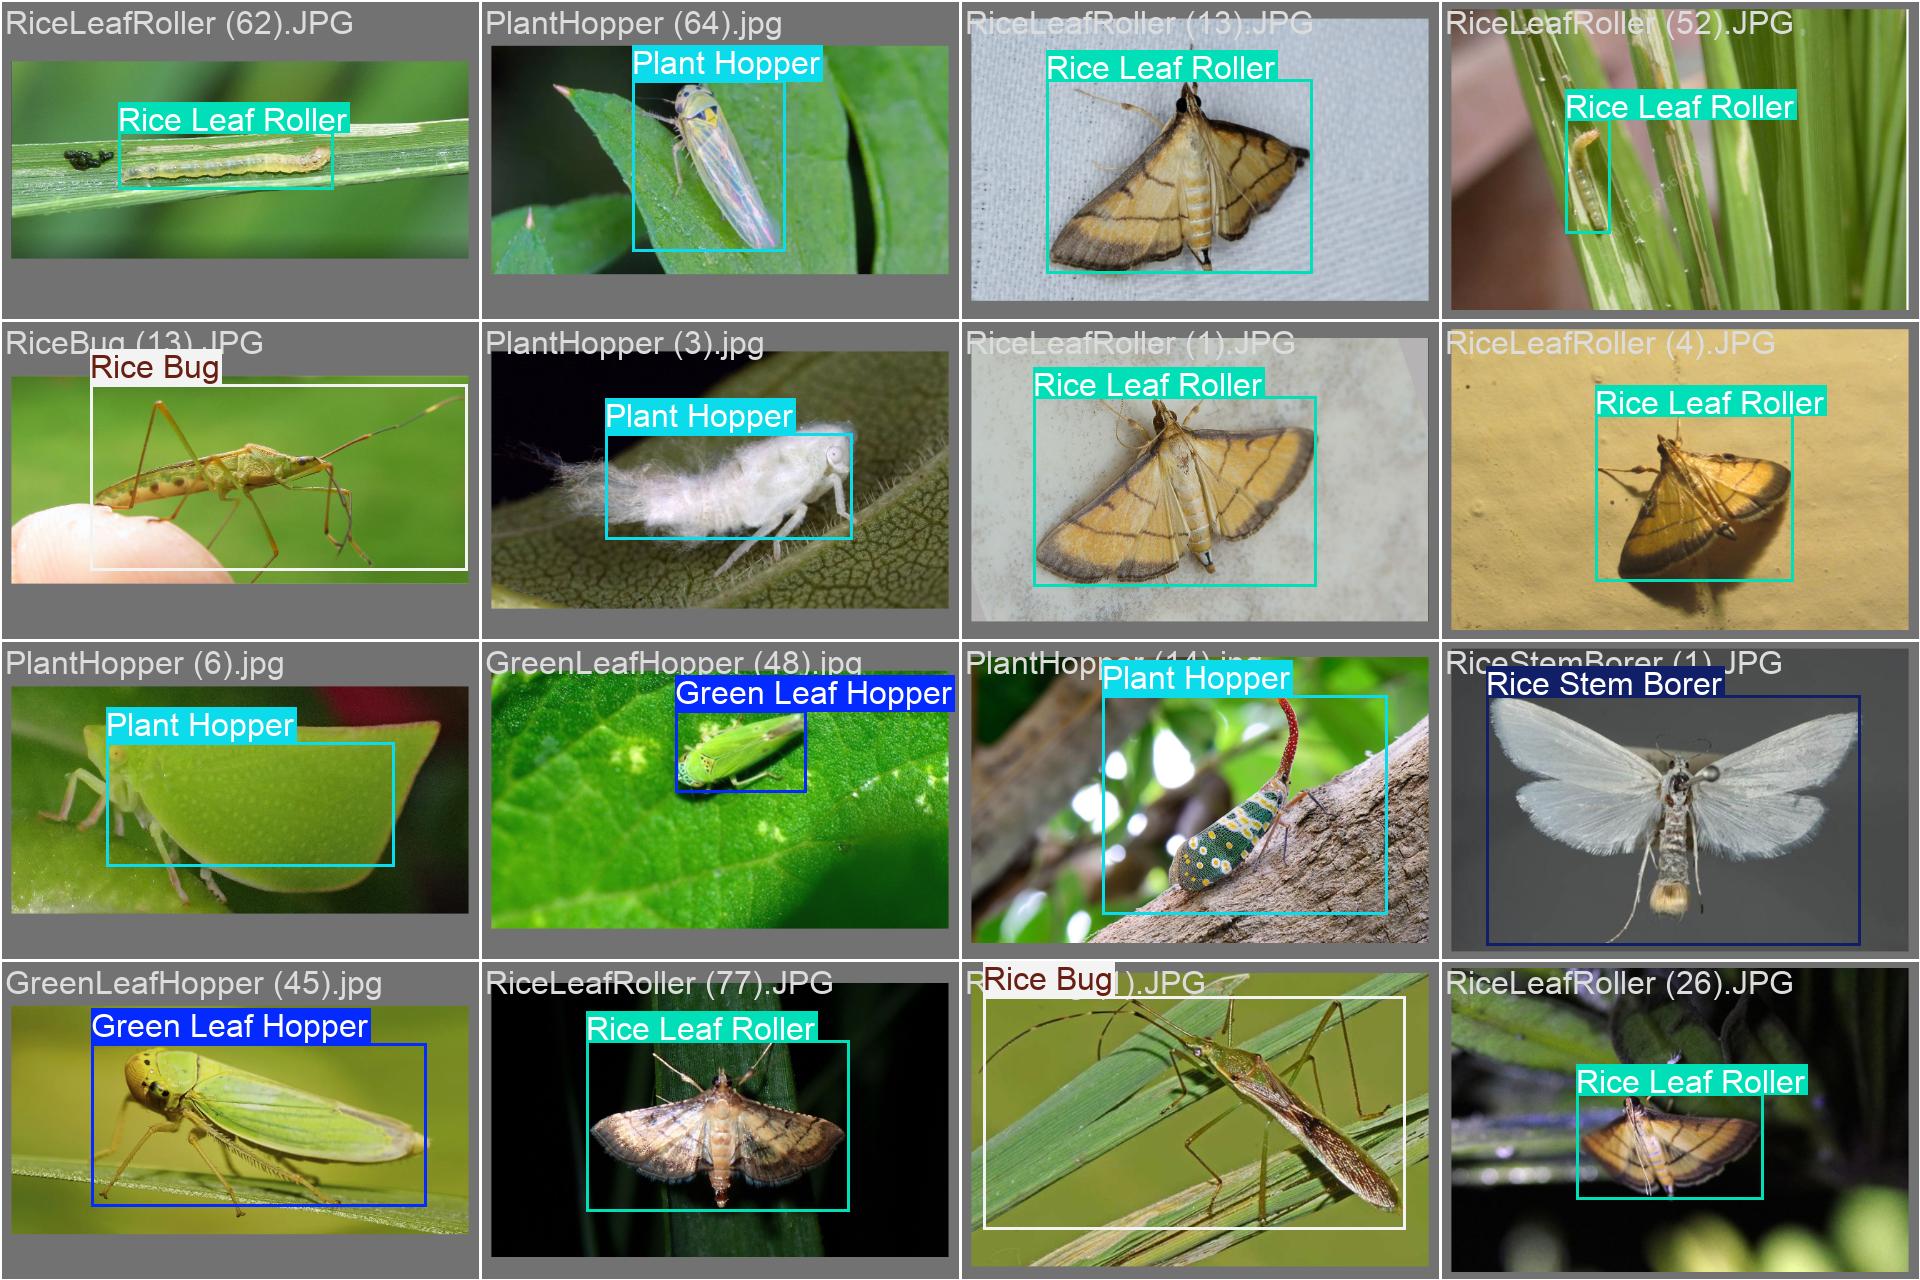 RiceLeafRoller (62).JPG
Rice Leaf Roller
PlantHopper (64).jpg
Plant Hopper
RiceLeafRoller (13).JPG
Rice Leaf Roller
RiceLeafRoller (52).JPG
Rice Leaf Roller
RiceBug (13).JPG
Rice Bug
PlantHopper (3).jpg
Plant Hopper
RiceLeafRoller (1).JPG
Rice Leaf Roller
RiceLeafRoller (4).JPG
Rice Leaf Roller
PlantHopper (6).jpg
Plant Hopper
GreenLeafHopper (48).jpg
Green Leaf Hopper
PlantHopper (14).jpg
Plant Hopper
RiceStemBorer (1).JPG
Rice Stem Borer
GreenLeafHopper (45).jpg
Green Leaf Hopper
RiceLeafRoller (77).JPG
Rice Leaf Roller
Rice Bug
).JPG
RiceLeafRoller (26).JPG
Rice Leaf Roller